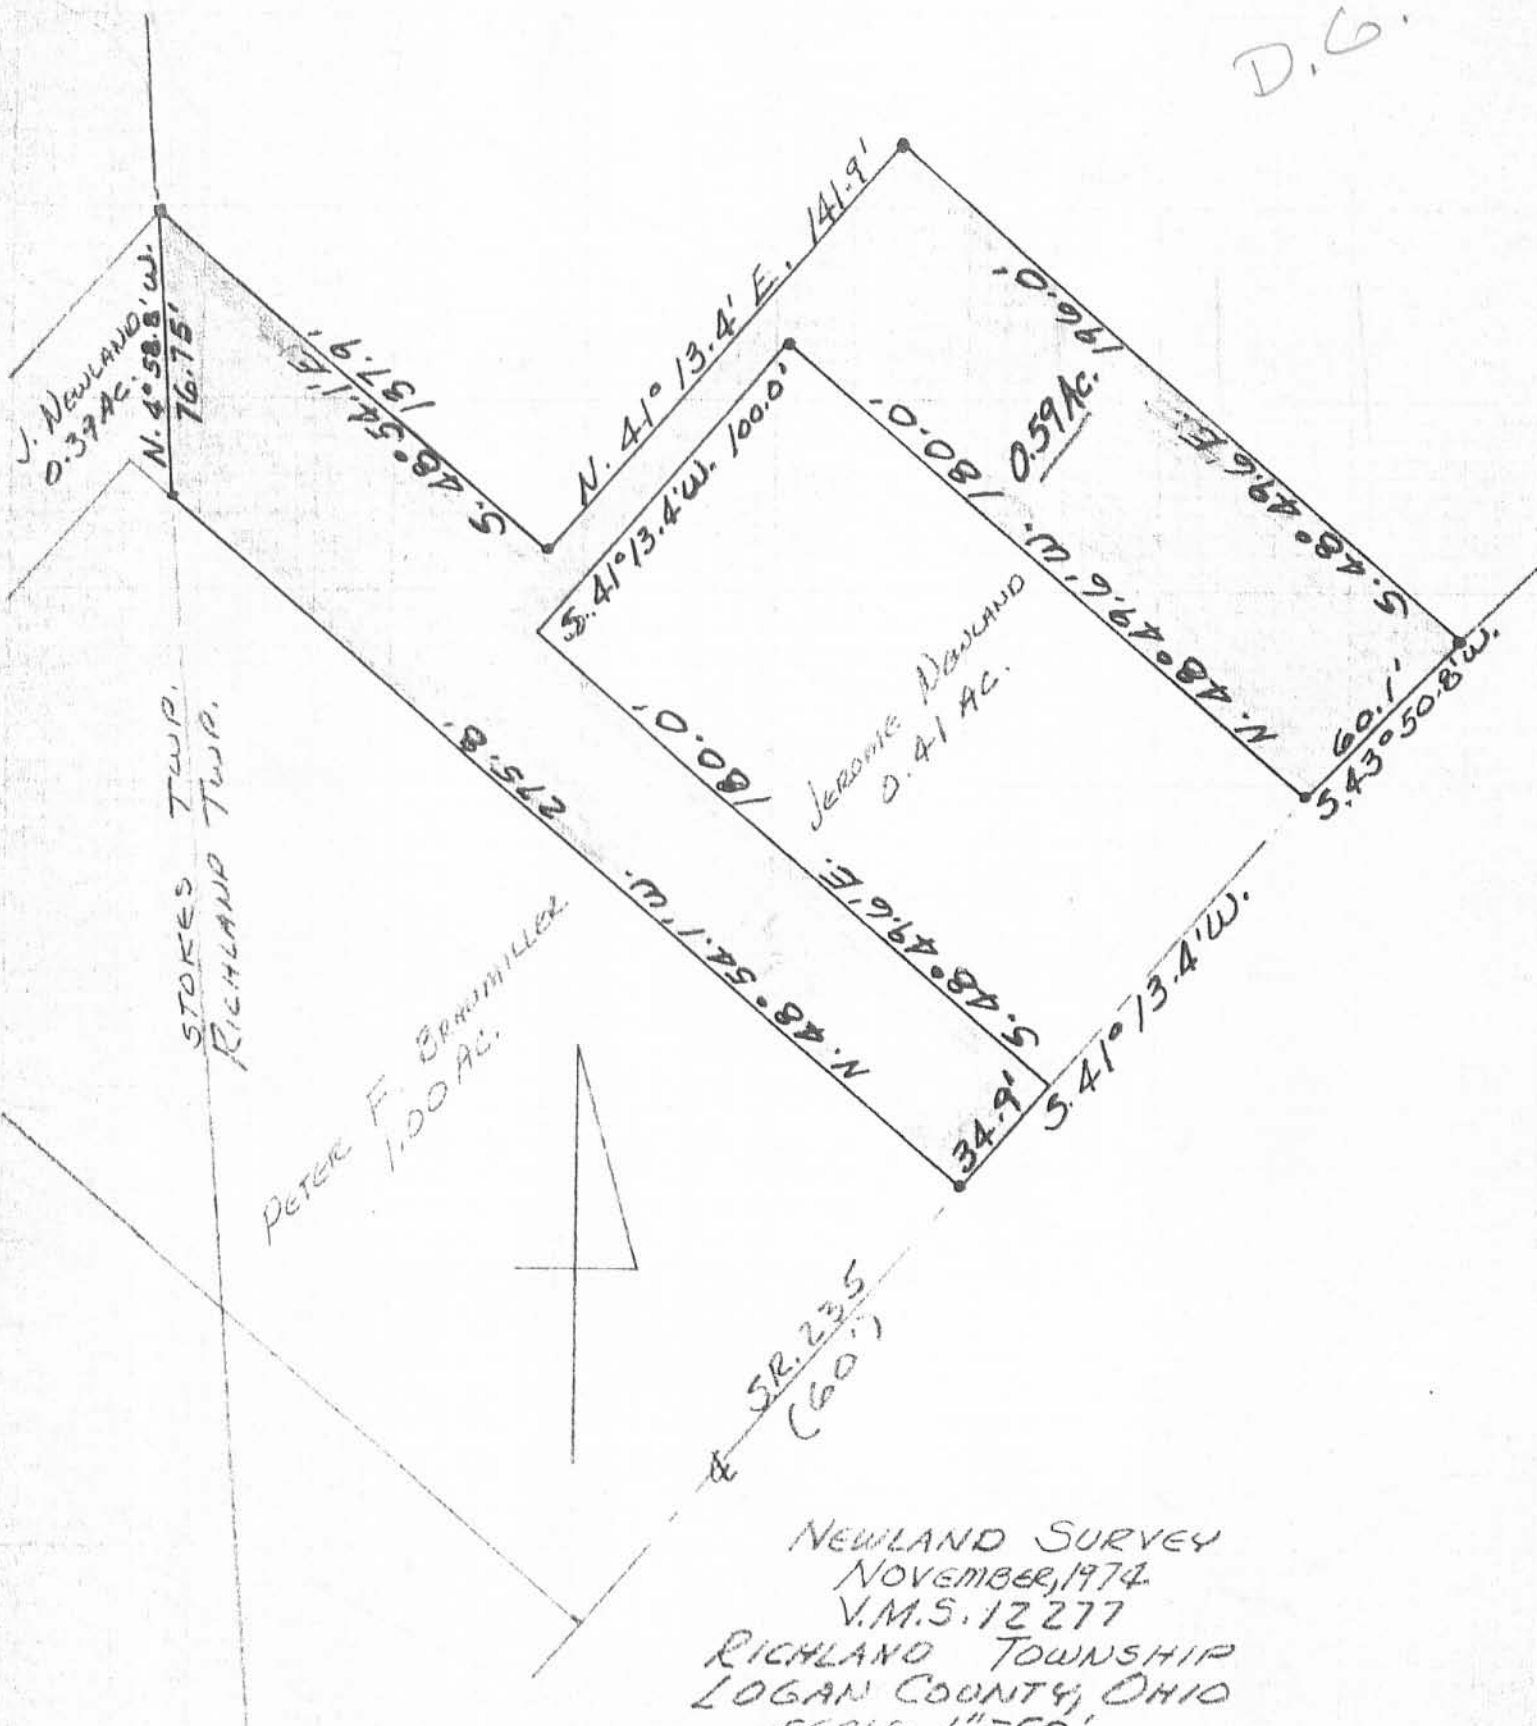 D.G.
J. NEWLAND
0.39 AC.
N. 4° 58.8' W.
76.75'
S. 48° 54.1' E.
137.9'
N. 41° 13.4' E. 141.9'
S. 41° 13.4' W. 100.0'
S. 48° 49.6' E. 196.0'
0.59 AC.
N. 48° 49.6' W. 180.0'
JEROME NEWLAND
0.41 AC.
60.1'
S. 43° 50.8' W.
S. 48° 49.6' E. 180.0'
N. 48° 54.1' W. 275.8'
34.9'
S. 41° 13.4' W.
STOKES TWP.
RICHLAND TWP.
PETER F. BRAUMILLER
1.00 AC.
SR. 235
(60')
NEWLAND SURVEY
NOVEMBER, 1974
V.M.S. 12277
RICHLAND TOWNSHIP
LOGAN COUNTY, OHIO